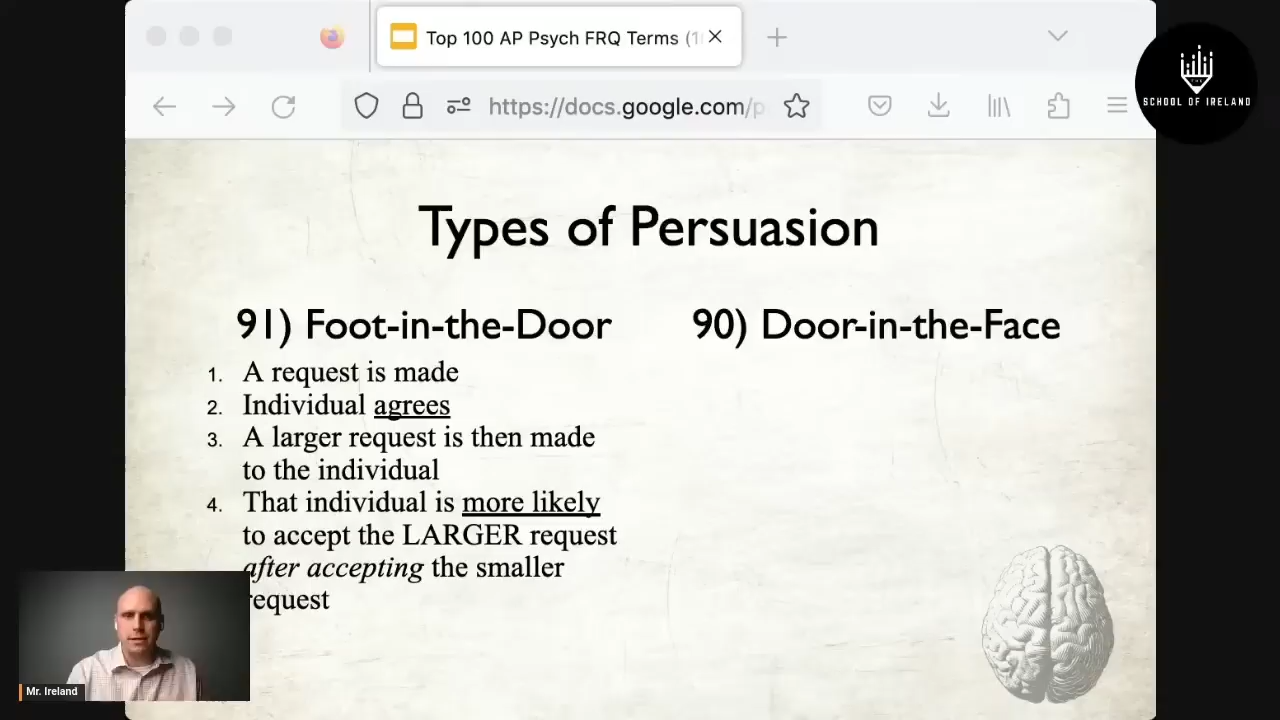 Top 100 AP Psych FRQ Terms (1
https://docs.google.com/p
THE
SCHOOL OF IRELAND
Types of Persuasion
91) Foot-in-the-Door
1. A request is made
2. Individual agrees
3. A larger request is then made
to the individual
4. That individual is more likely
to accept the LARGER request
after accepting the smaller
request
90) Door-in-the-Face
Mr. Ireland